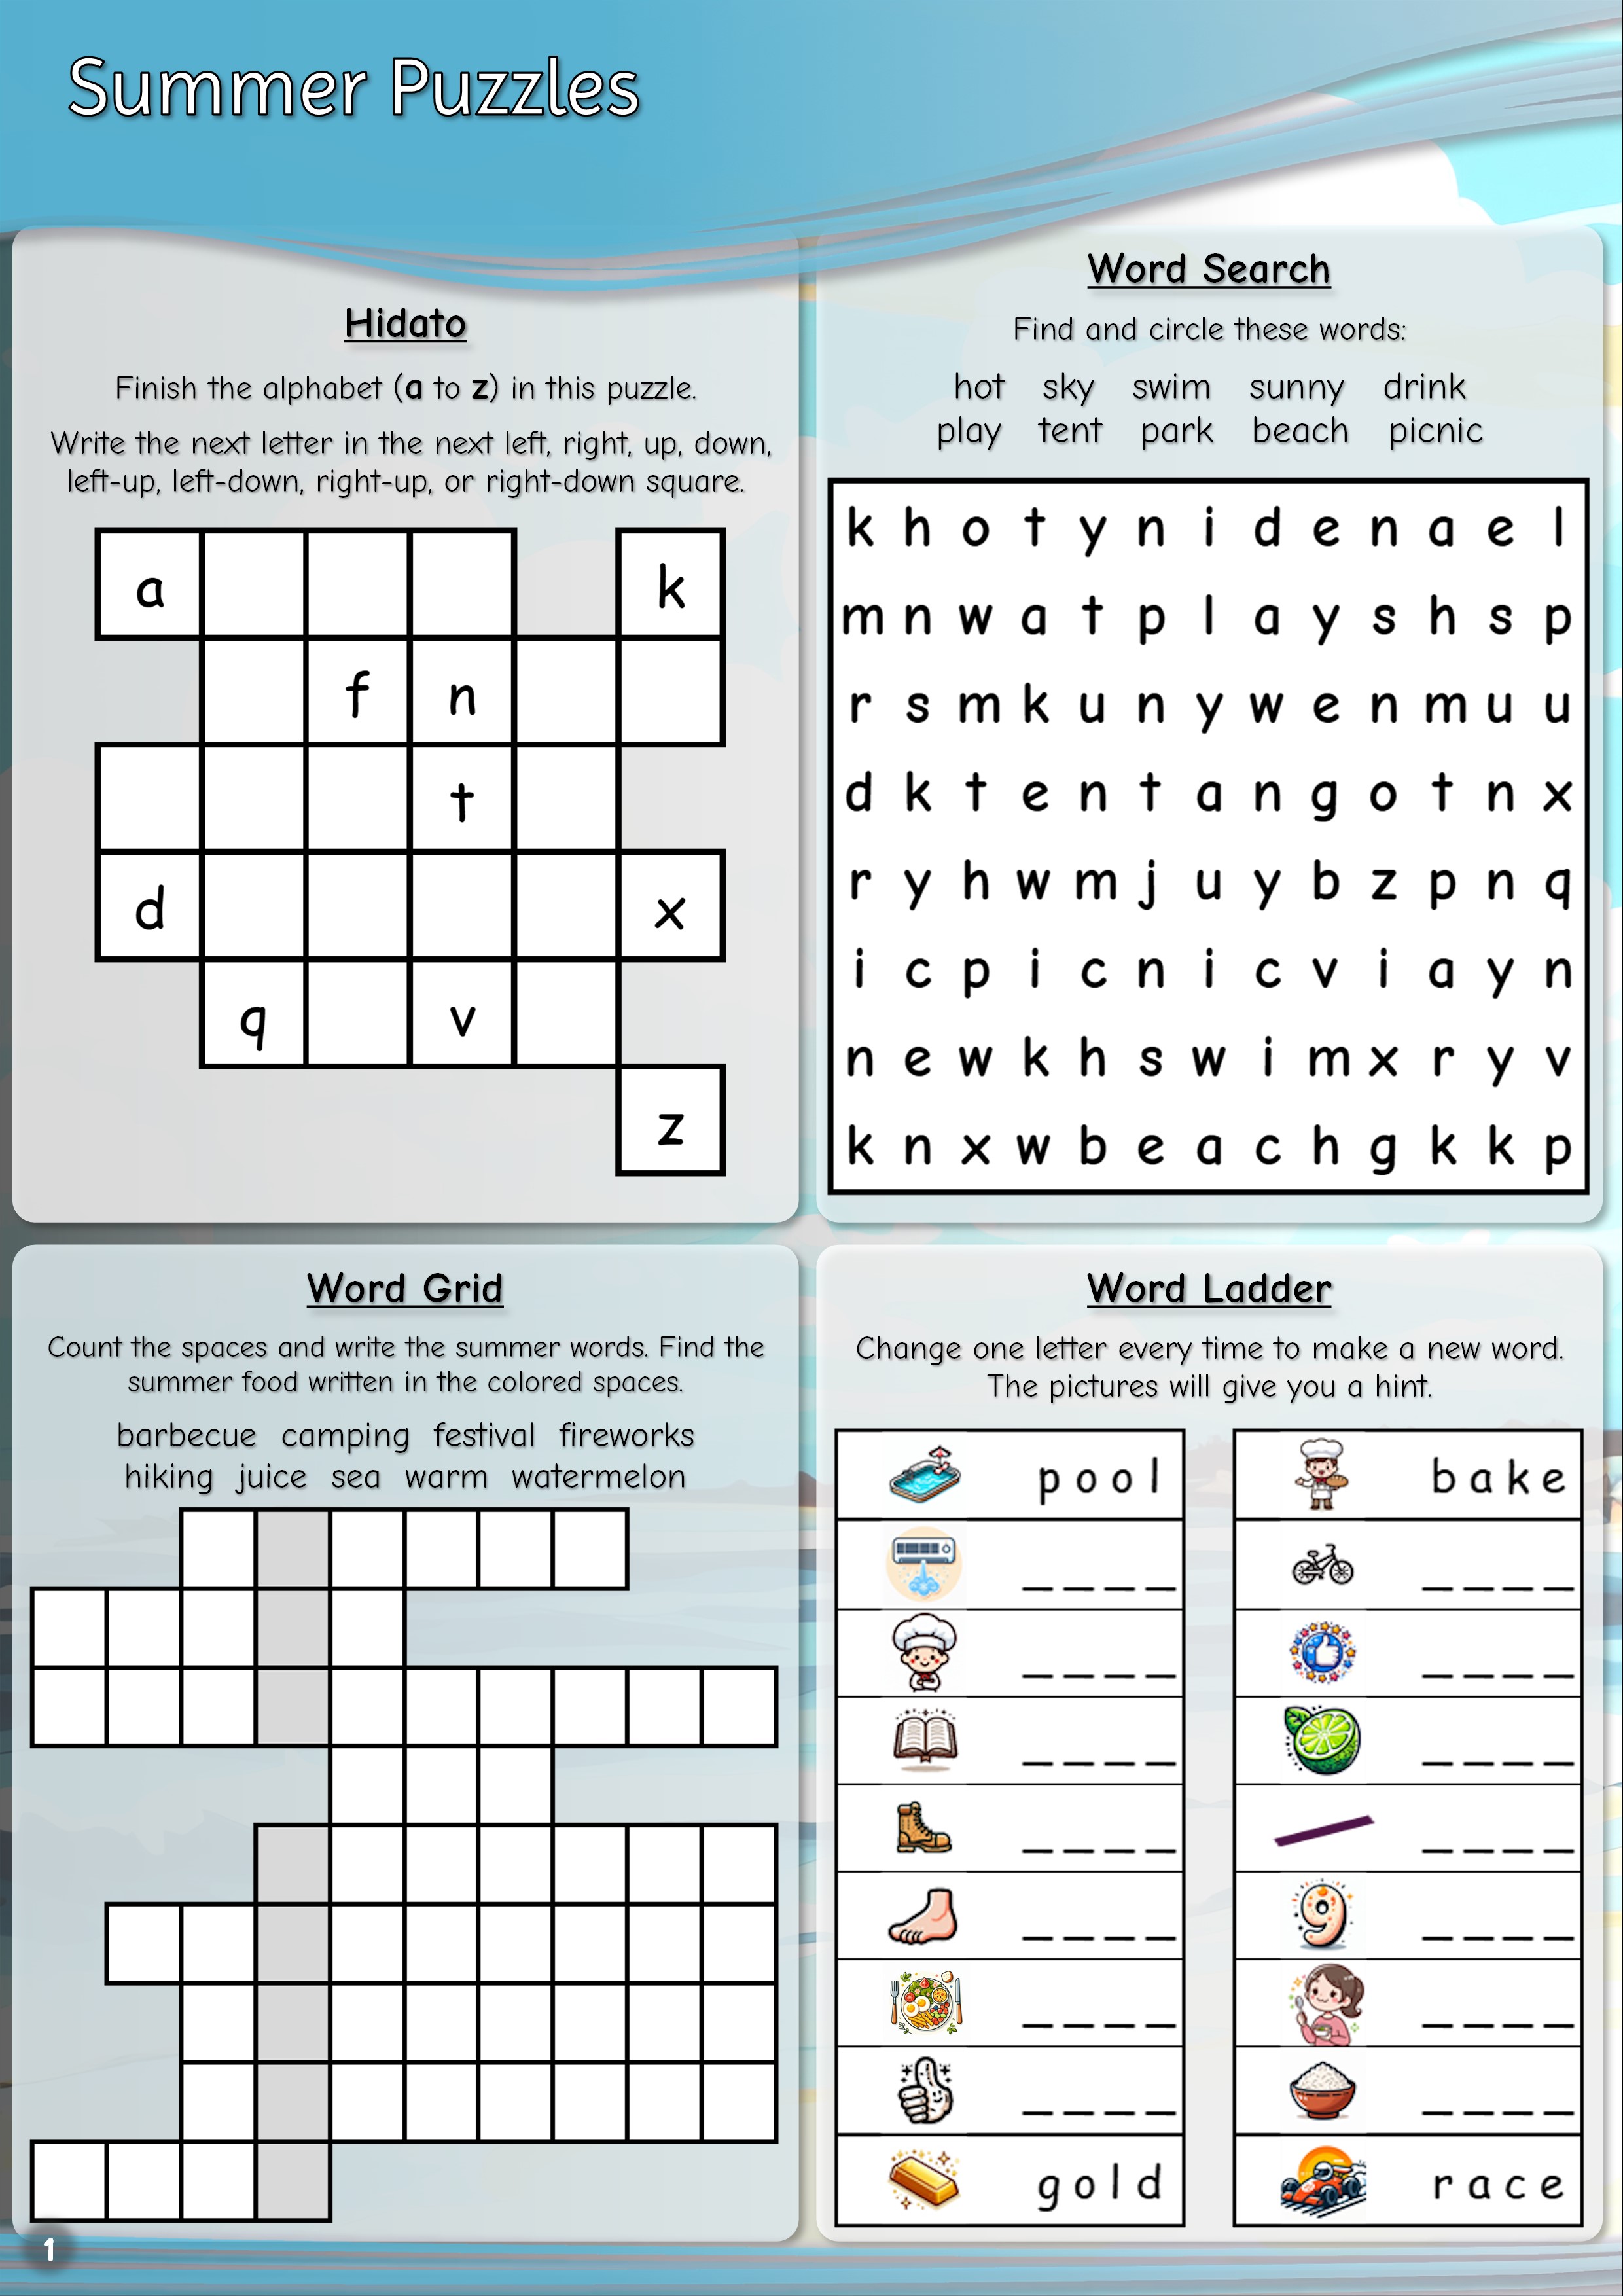 Summer Puzzles
Hidato
Finish the alphabet (a to z) in this puzzle.
Write the next letter in the next left, right, up, down,
left-up, left-down, right-up, or right-down square.
a k
f n
t
d x
q v
z
Word Search
Find and circle these words:
hot sky swim sunny drink
play tent park beach picnic
k h o t y n i d e n a e l
m n w a t p l a y s h s p
r s m k u n y w e n m u u
d k t e n t a n g o t n x
r y h w m j u y b z p n q
i c p i c n i c v i a y n
n e w k h s w i m x r y v
k n x w b e a c h g k k p
Word Grid
Count the spaces and write the summer words. Find the
summer food written in the colored spaces.
barbecue camping festival fireworks
hiking juice sea warm watermelon
Word Ladder
Change one letter every time to make a new word.
The pictures will give you a hint.
p o o l
9
g o l d
b a k e
r a c e
1